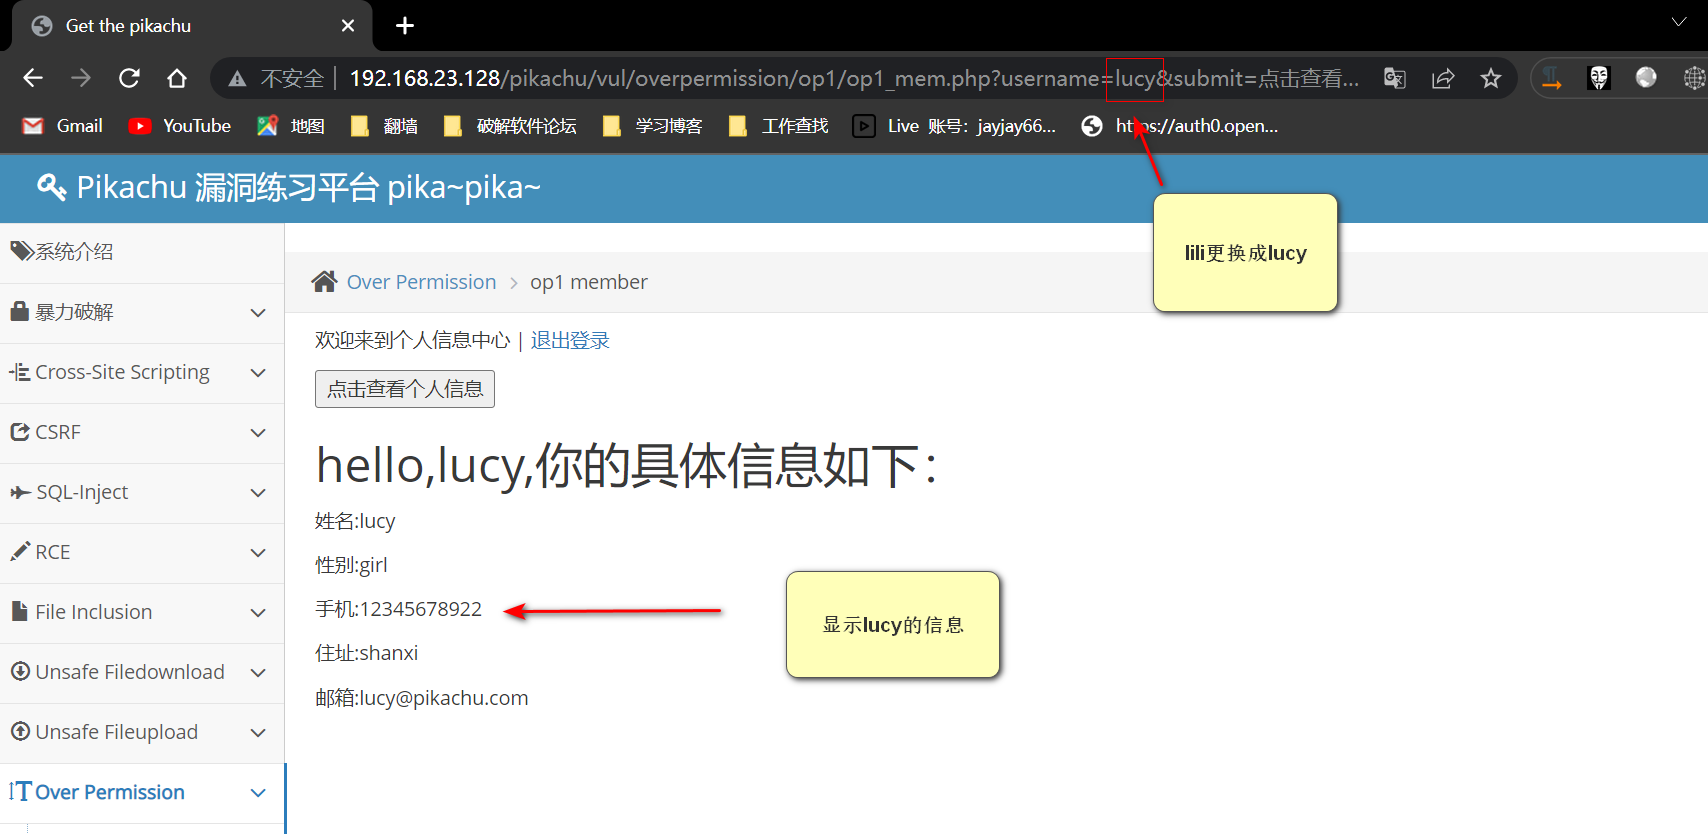 Get the pikachu
不安全 | 192.168.23.128/pikachu/vul/overpermission/op1/op1_mem.php?username=lucy&submit=点击查看...
Gmail YouTube 地图 翻墙 破解软件论坛 学习博客 工作查找 Live 账号：jayjay66... https://auth0.open...
Pikachu 漏洞练习平台 pika~pika~
lili更换成lucy
系统介绍
暴力破解
Cross-Site Scripting
CSRF
SQL-Inject
RCE
File Inclusion
Unsafe Filedownload
Unsafe Fileupload
Over Permission
Over Permission > op1 member
欢迎来到个人信息中心 | 退出登录
点击查看个人信息
hello,lucy,你的具体信息如下：
姓名:lucy
性别:girl
手机:12345678922
住址:shanxi
邮箱:lucy@pikachu.com
显示lucy的信息